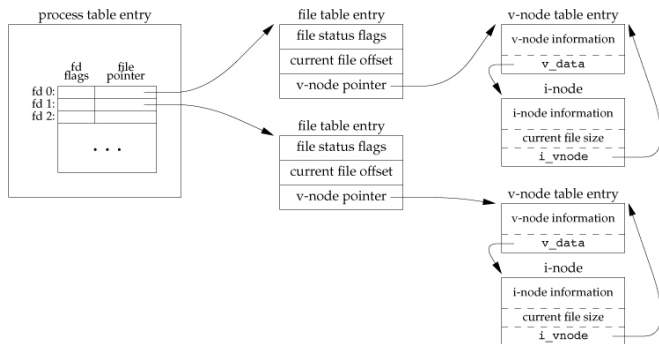 process table entry
fd flags
file pointer
fd 0:
fd 1:
fd 2:
. . .
file table entry
file status flags
current file offset
v-node pointer
file table entry
file status flags
current file offset
v-node pointer
v-node table entry
v-node information
v_data
i-node
i-node information
current file size
i_vnode
v-node table entry
v-node information
v_data
i-node
i-node information
current file size
i_vnode